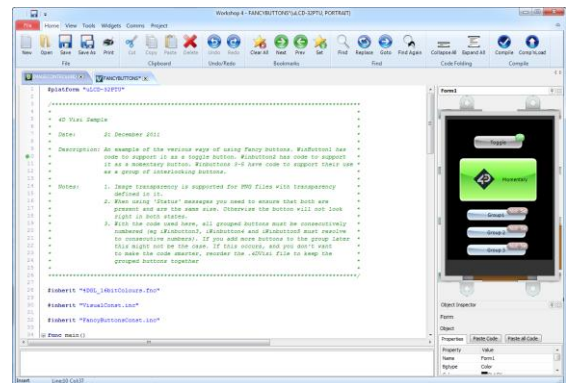 Workshop 4 - FANCYBUTTONS*(uLCD-32PTU, PORTRAIT)
File Home View Tools Widgets Comms Project
New Open Save Save As Print Cut Copy Paste Delete Undo Redo Clear All Next Prev Set Find Replace Goto Find Again Collapse All Expand All Compile Comp'nLoad
File Clipboard Undo/Redo Bookmarks Find Code Folding Compile
FANCYBUTTONS*
#platform "uLCD-32PTU"
4D Visi Sample
Date: 2; December 2011
Description: An example of the various ways of using Fancy buttons. WinButton1 has
code to support it as a toggle button. Winbutton2 has code to support
it as a momentary button. Winbuttons 3-5 have code to support their use
as a group of interlocking buttons.
Notes: 1. Image transparency is supported for PNG files with transparency
defined in it.
2. When using 'Status' messages you need to ensure that both are
present and are the same size. Otherwise the button will not look
right in both states.
3. With the code uses here, all grouped buttons must be consecutively
numbered (eg iWinbutton3, iWinbutton4 and iWinbutton5 must resolve
to consecutive numbers). If you add more buttons to the group later
this might not be the case. If this occurs, and you don't want
to make the code smarter, reorder the .4DVisi file to keep the
grouped buttons together
#inherit "4DGL_16bitColours.fnc"
#inherit "VisualConst.inc"
#inherit "FancyButtonsConst.inc"
func main()
Form1
Toggle
4D Momentary
Group1
Group 2
Group 3
Object Inspector
Form
Object
Properties Paste Code Paste all Code
Property Value
Name Form1
Bgtype Color
Insert Line:10 Col:37